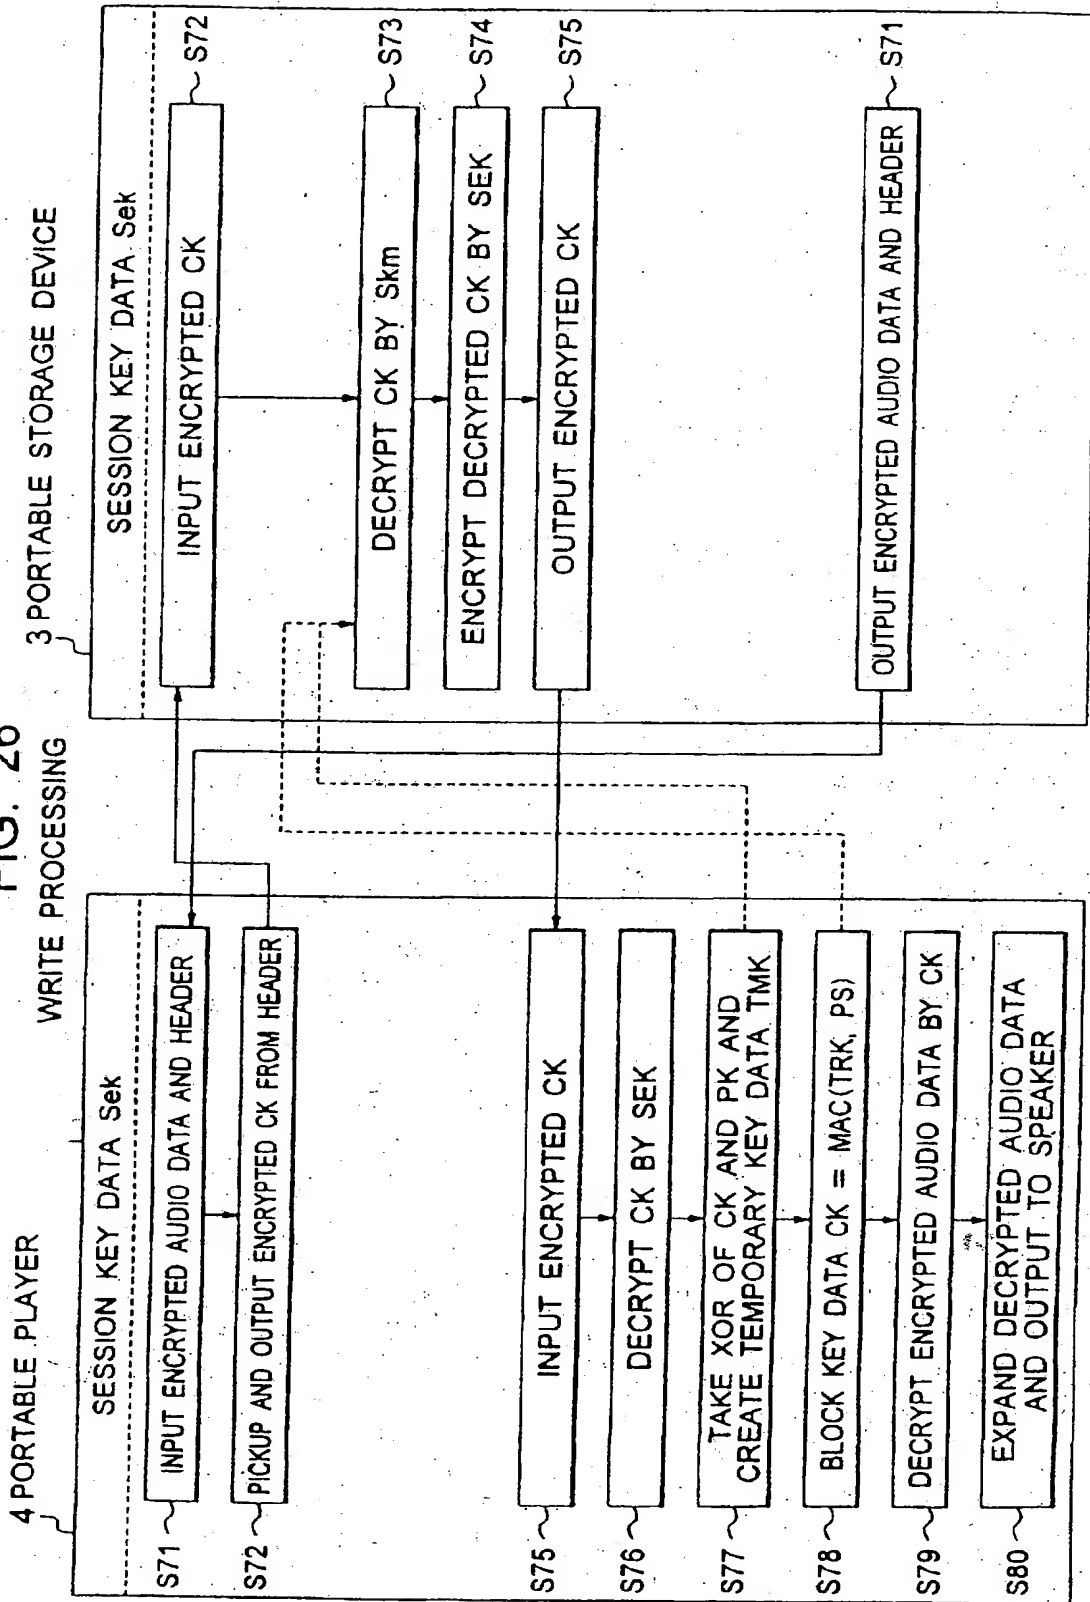 FIG. 26
WRITE PROCESSING
4 PORTABLE PLAYER
SESSION KEY DATA Sek
S71
INPUT ENCRYPTED AUDIO DATA AND HEADER
S72
PICKUP AND OUTPUT ENCRYPTED CK FROM HEADER
S75
INPUT ENCRYPTED CK
S76
DECRYPT CK BY SEK
S77
TAKE XOR OF CK AND PK AND
CREATE TEMPORARY KEY DATA TMK
S78
BLOCK KEY DATA CK = MAC(TRK, PS)
S79
DECRYPT ENCRYPTED AUDIO DATA BY CK
S80
EXPAND DECRYPTED AUDIO DATA
AND OUTPUT TO SPEAKER
3 PORTABLE STORAGE DEVICE
SESSION KEY DATA Sek
INPUT ENCRYPTED CK
S72
DECRYPT CK BY Skm
S73
ENCRYPT DECRYPTED CK BY SEK
S74
OUTPUT ENCRYPTED CK
S75
OUTPUT ENCRYPTED AUDIO DATA AND HEADER
S71